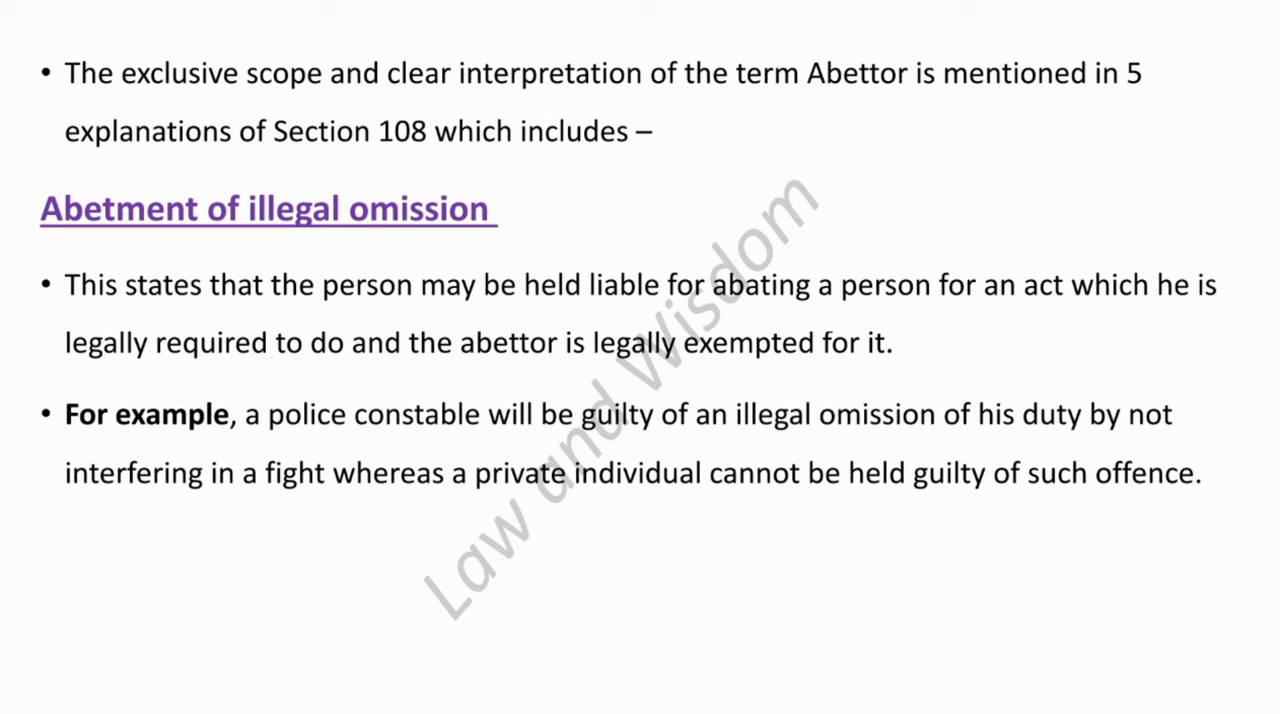 • The exclusive scope and clear interpretation of the term Abettor is mentioned in 5
explanations of Section 108 which includes –
Abetment of illegal omission
• This states that the person may be held liable for abating a person for an act which he is
legally required to do and the abettor is legally exempted for it.
• For example, a police constable will be guilty of an illegal omission of his duty by not
interfering in a fight whereas a private individual cannot be held guilty of such offence.
Law and Wisdom